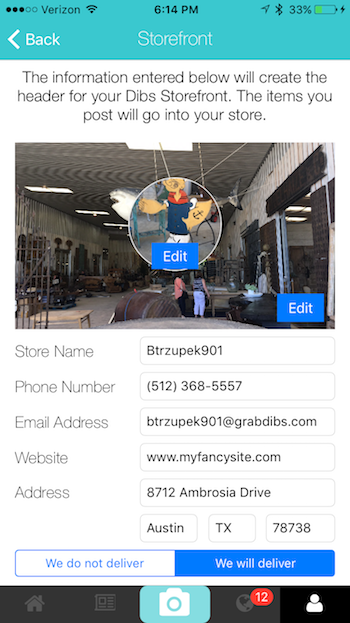 Verizon 6:14 PM 33%
Back Storefront
The information entered below will create the
header for your Dibs Storefront. The items you
post will go into your store.
Edit
Edit
Store Name Btrzupek901
Phone Number (512) 368-5557
Email Address btrzupek901@grabdibs.com
Website www.myfancysite.com
Address 8712 Ambrosia Drive
Austin TX 78738
We do not deliver We will deliver
12